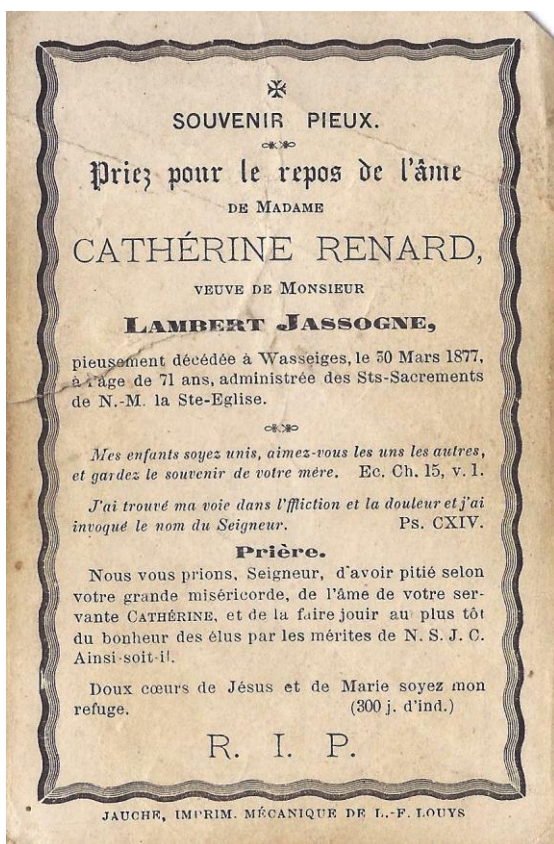 SOUVENIR PIEUX.
Priez pour le repos de l'âme
DE MADAME
CATHÉRINE RENARD,
VEUVE DE MONSIEUR
LAMBERT JASSOGNE,
pieusement décédée à Wasseiges, le 30 Mars 1877,
à l'âge de 71 ans, administrée des Sts-Sacrements
de N.-M. la Ste-Eglise.
Mes enfants soyez unis, aimez-vous les uns les autres,
et gardez le souvenir de votre mére. Ec. Ch. 15, v. 1.
J'ai trouvé ma voie dans l'ffliction et la douleur et j'ai
invoqué le nom du Seigneur. Ps. CXIV.
Prière.
Nous vous prions, Seigneur, d'avoir pitié selon
votre grande miséricorde, de l'âme de votre ser-
vante CATHÉRINE, et de la faire jouir au plus tôt
du bonheur des élus par les mérites de N. S. J. C.
Ainsi-soit-il.
Doux cœurs de Jésus et de Marie soyez mon
refuge. (300 j. d'ind.)
R. I. P.
JAUCHE, IMPRIM. MÉCANIQUE DE L.-F. LOUYS